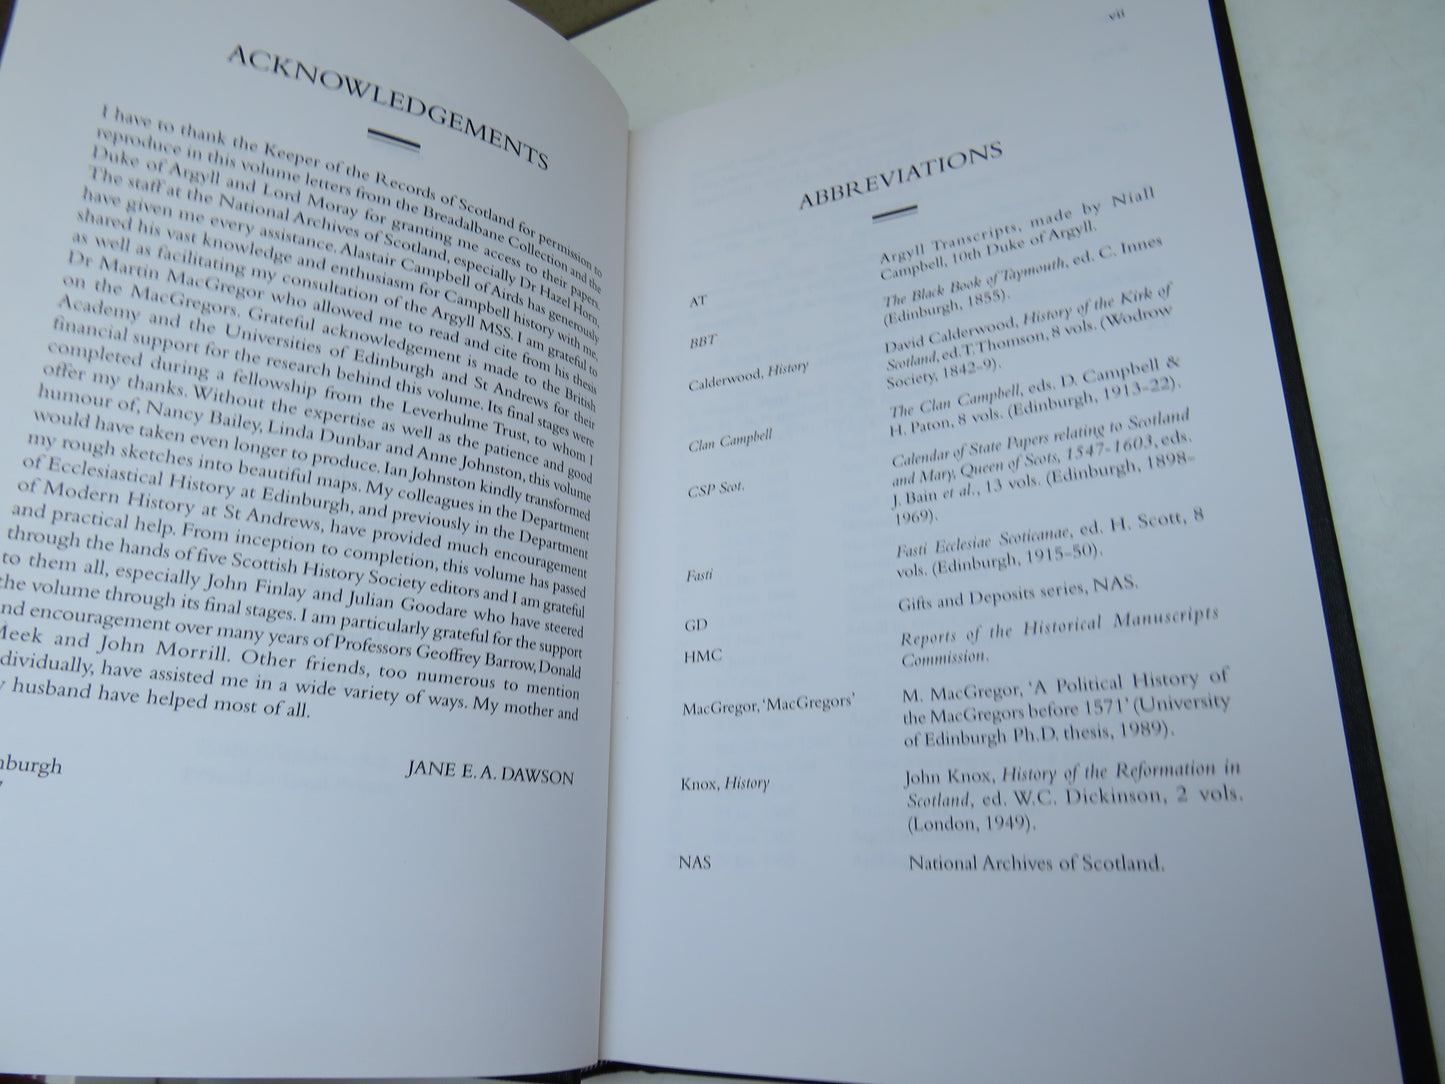 ACKNOWLEDGEMENTS
I have to thank the Keeper of the Records of Scotland for permission to
reproduce in this volume letters from the Breadalbane Collection and the
Duke of Argyll and Lord Moray for granting me access to their papers.
The staff at the National Archives of Scotland, especially Dr Hazel Horn,
have given me every assistance. Alastair Campbell of Airds has generously
shared his vast knowledge and enthusiasm for Campbell history with me,
as well as facilitating my consultation of the Argyll MSS. I am grateful to
Dr Martin MacGregor who allowed me to read and cite from his thesis
on the MacGregors. Grateful acknowledgement is made to the British
Academy and the Universities of Edinburgh and St Andrews for their
financial support for the research behind this volume. Its final stages were
completed during a fellowship from the Leverhulme Trust, to whom I
offer my thanks. Without the expertise as well as the patience and good
humour of, Nancy Bailey, Linda Dunbar and Anne Johnston, this volume
would have taken even longer to produce. Ian Johnston kindly transformed
my rough sketches into beautiful maps. My colleagues in the Department
of Ecclesiastical History at Edinburgh, and previously in the Department
of Modern History at St Andrews, have provided much encouragement
and practical help. From inception to completion, this volume has passed
through the hands of five Scottish History Society editors and I am grateful
to them all, especially John Finlay and Julian Goodare who have steered
the volume through its final stages. I am particularly grateful for the support
nd encouragement over many years of Professors Geoffrey Barrow, Donald
Meek and John Morrill. Other friends, too numerous to mention
dividually, have assisted me in a wide variety of ways. My mother and
y husband have helped most of all.
nburgh
JANE E. A. DAWSON
vii
ABBREVIATIONS
AT Argyll Transcripts, made by Niall
Campbell, 10th Duke of Argyll.
BBT The Black Book of Taymouth, ed. C. Innes
(Edinburgh, 1855).
Calderwood, History David Calderwood, History of the Kirk of
Scotland, ed. T. Thomson, 8 vols. (Wodrow
Society, 1842–9).
Clan Campbell The Clan Campbell, eds. D. Campbell &
H. Paton, 8 vols. (Edinburgh, 1913–22).
CSP Scot. Calendar of State Papers relating to Scotland
and Mary, Queen of Scots, 1547–1603, eds.
J. Bain et al., 13 vols. (Edinburgh, 1898–
1969).
Fasti Fasti Ecclesiae Scoticanae, ed. H. Scott, 8
vols. (Edinburgh, 1915–50).
GD Gifts and Deposits series, NAS.
HMC Reports of the Historical Manuscripts
Commission.
MacGregor, ‘MacGregors’ M. MacGregor, ‘A Political History of
the MacGregors before 1571’ (University
of Edinburgh Ph.D. thesis, 1989).
Knox, History John Knox, History of the Reformation in
Scotland, ed. W.C. Dickinson, 2 vols.
(London, 1949).
NAS National Archives of Scotland.